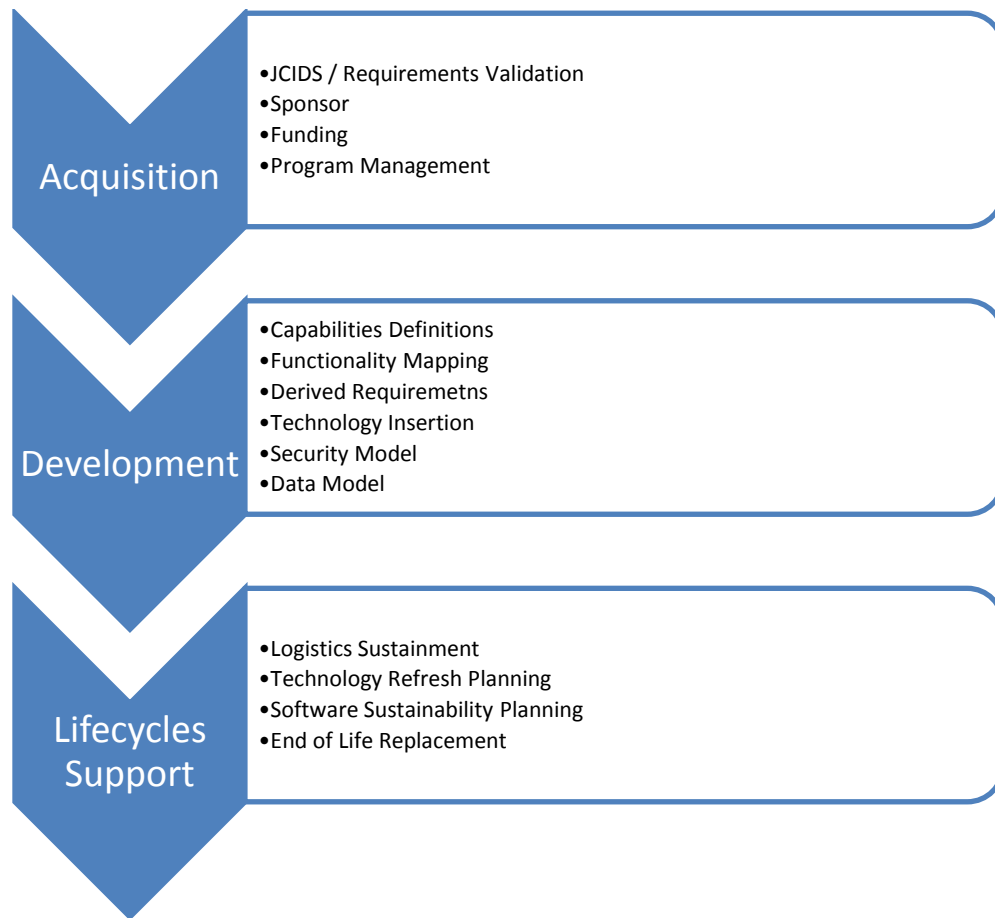 Acquisition
•JCIDS / Requirements Validation
•Sponsor
•Funding
•Program Management
Development
•Capabilities Definitions
•Functionality Mapping
•Derived Requiremetns
•Technology Insertion
•Security Model
•Data Model
Lifecycles
Support
•Logistics Sustainment
•Technology Refresh Planning
•Software Sustainability Planning
•End of Life Replacement